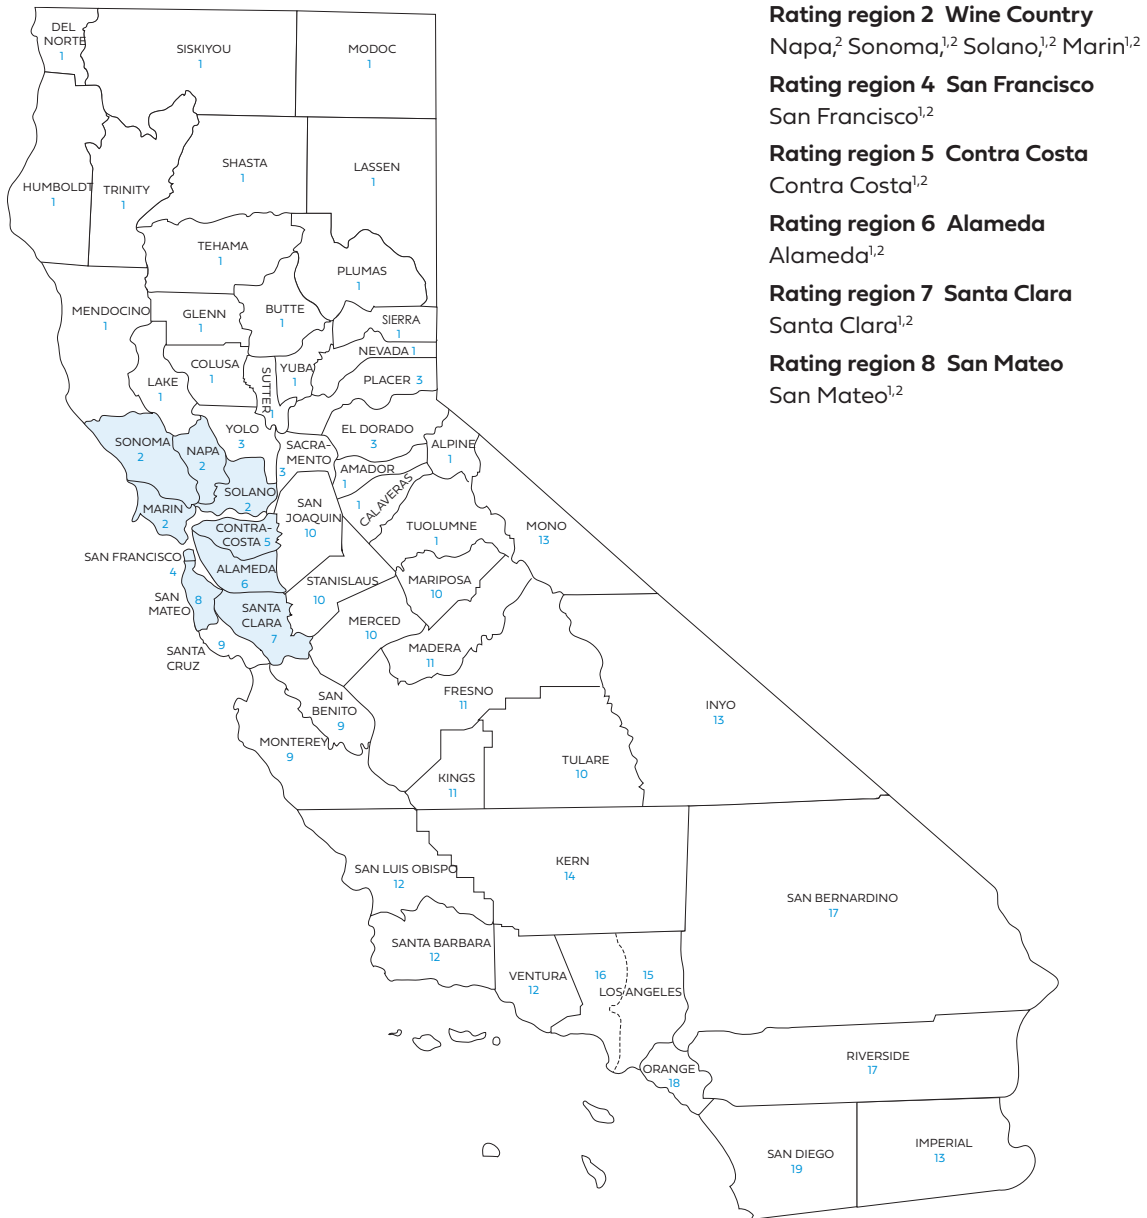 Rating region 2 Wine Country
Napa,² Sonoma,¹,² Solano,¹,² Marin¹,²
Rating region 4 San Francisco
San Francisco¹,²
Rating region 5 Contra Costa
Contra Costa¹,²
Rating region 6 Alameda
Alameda¹,²
Rating region 7 Santa Clara
Santa Clara¹,²
Rating region 8 San Mateo
San Mateo¹,²
DEL
NORTE
1
SISKIYOU
1
MODOC
1
HUMBOLDT
1
TRINITY
1
SHASTA
1
LASSEN
1
TEHAMA
1
PLUMAS
1
MENDOCINO
1
GLENN
1
BUTTE
1
SIERRA
1
NEVADA 1
PLACER 3
LAKE
1
COLUSA
1
SUTTER
1
YUBA
1
SONOMA
2
NAPA
2
YOLO
3
SACRA-
MENTO
3
EL DORADO
3
ALPINE
1
AMADOR
1
CALAVERAS
1
SOLANO
2
MARIN
2
SAN
JOAQUIN
10
CONTRA-
COSTA 5
TUOLUMNE
1
MONO
13
SAN FRANCISCO
4
ALAMEDA
6
STANISLAUS
10
MARIPOSA
10
SAN
MATEO
8
SANTA
CLARA
7
MERCED
10
MADERA
11
SANTA
CRUZ
9
SAN
BENITO
9
FRESNO
11
INYO
13
MONTEREY
9
KINGS
11
TULARE
10
SAN LUIS OBISPO
12
KERN
14
SAN BERNARDINO
17
SANTA BARBARA
12
VENTURA
12
16
15
LOS ANGELES
ORANGE
18
RIVERSIDE
17
SAN DIEGO
19
IMPERIAL
13